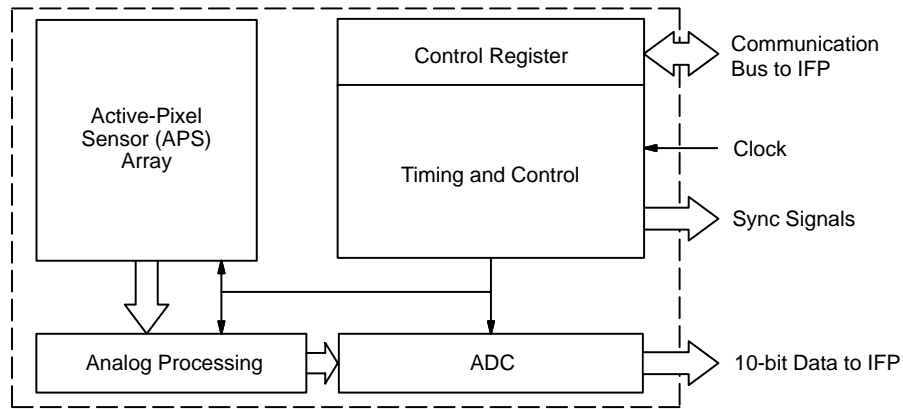 Active-Pixel
Sensor (APS)
Array
Control Register
Timing and Control
Communication
Bus to IFP
Clock
Sync Signals
Analog Processing
ADC
10-bit Data to IFP